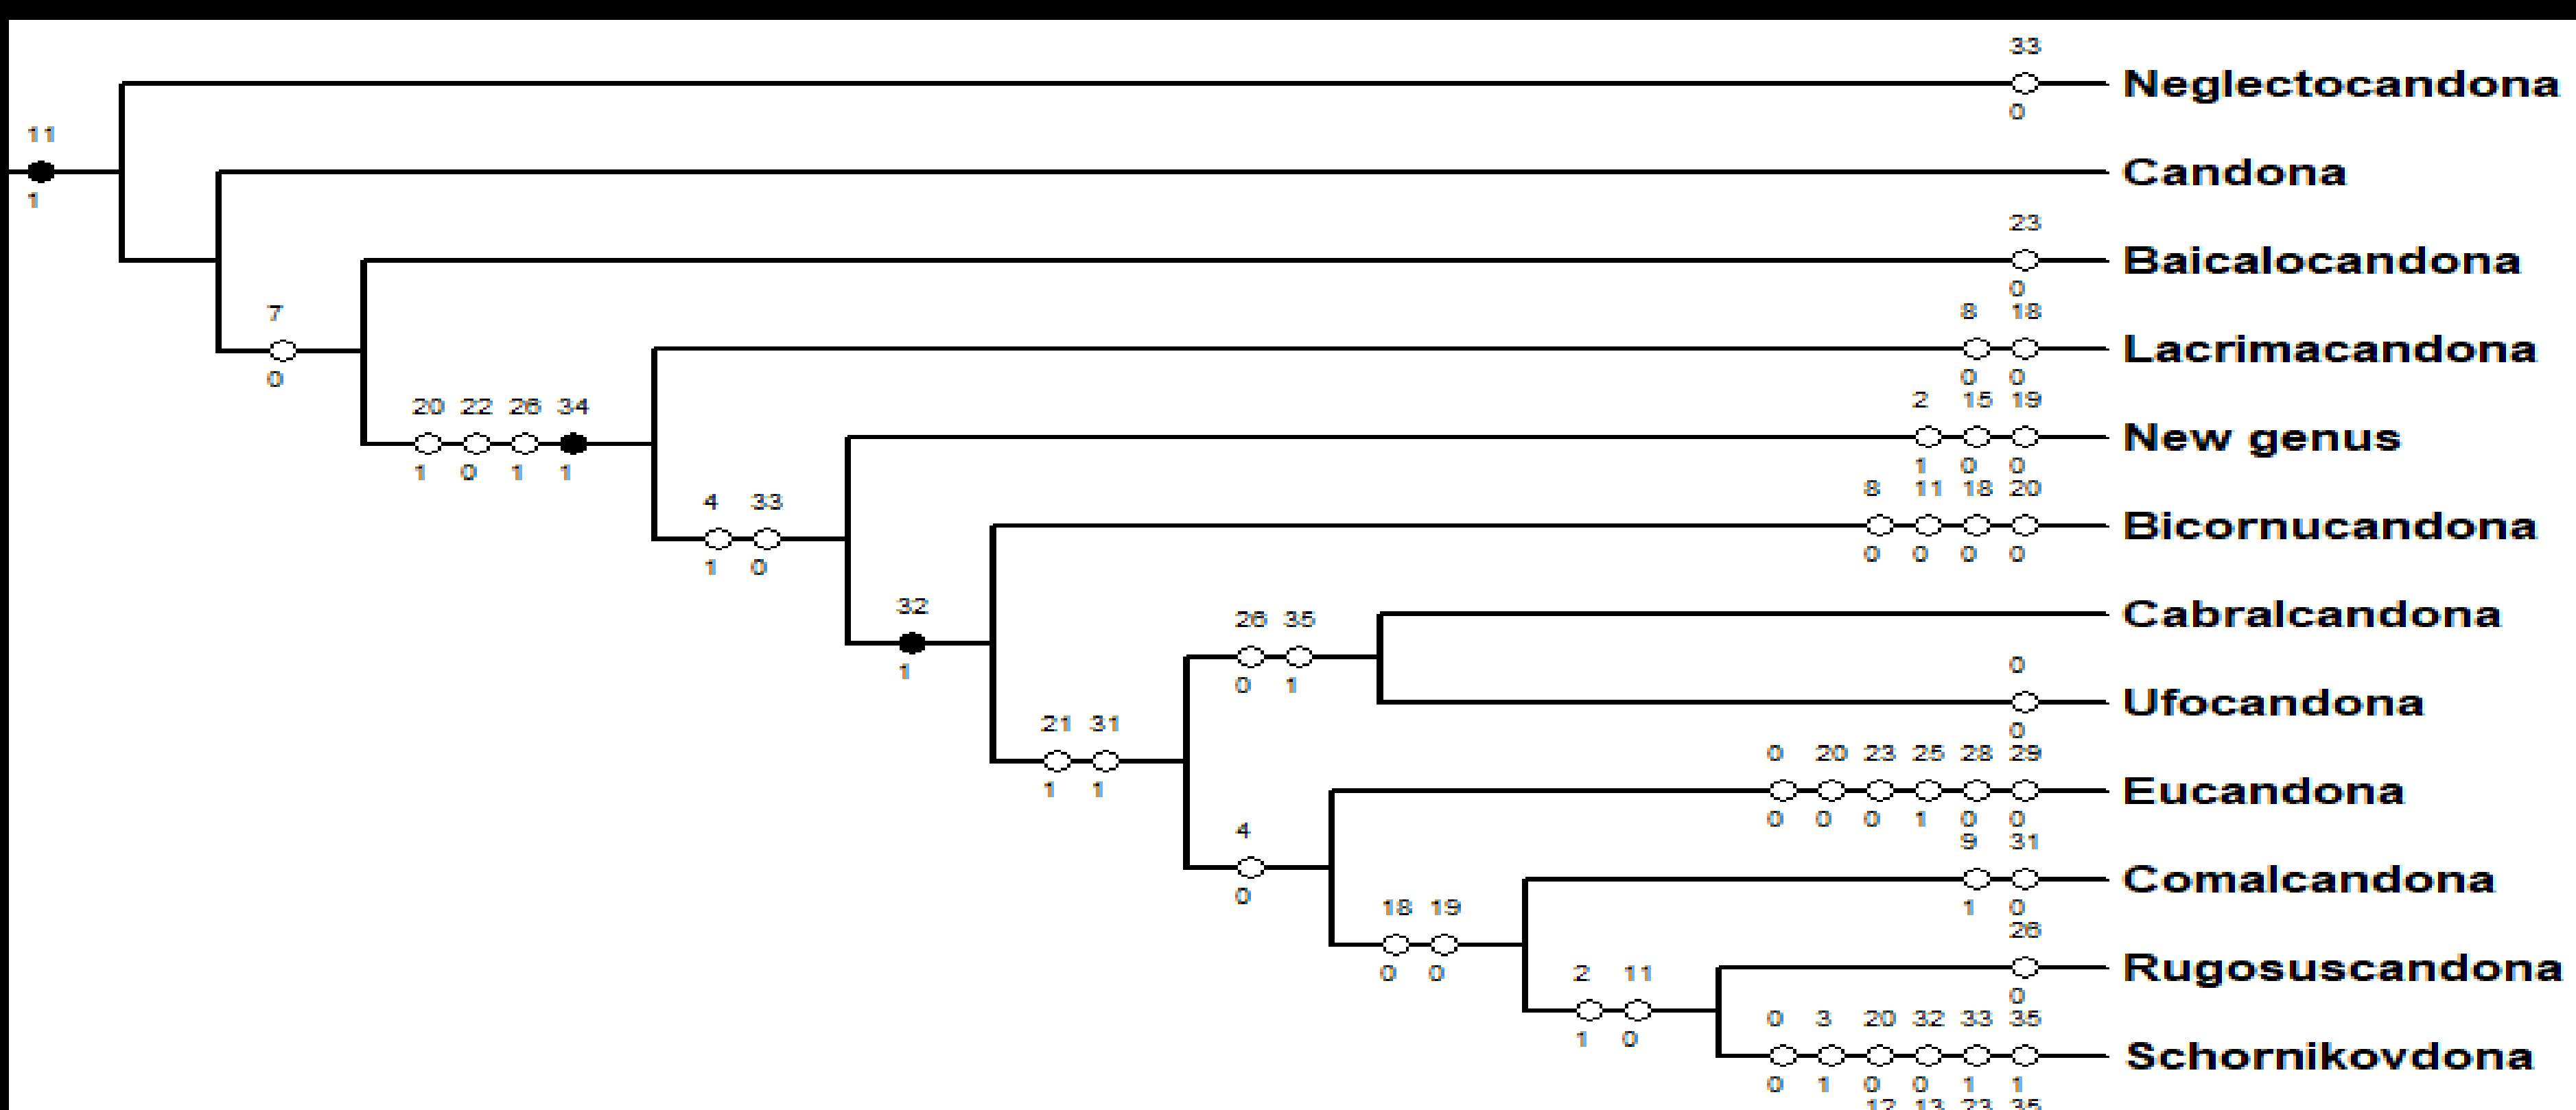 33
Neglectocandona
0
11
1
Candona
23
Baicalocandona
0
7
0
8 18
Lacrimacandona
0 0
20 22 26 34
1 0 1 1
2 15 19
New genus
1 0 0
4 33
1 0
8 11 18 20
Bicornucandona
0 0 0 0
32
1
Cabralcandona
26 35
0 1
0
Ufocandona
0
21 31
1 1
0 20 23 25 28 29
Eucandona
0 0 0 1 0 0
4
0
9 31
Comalcandona
1 0
18 19
0 0
26
Rugosuscandona
0
2 11
1 0
0 3 20 32 33 35
Schornikovdona
0 1 0 0 1 1
12 13 23 35